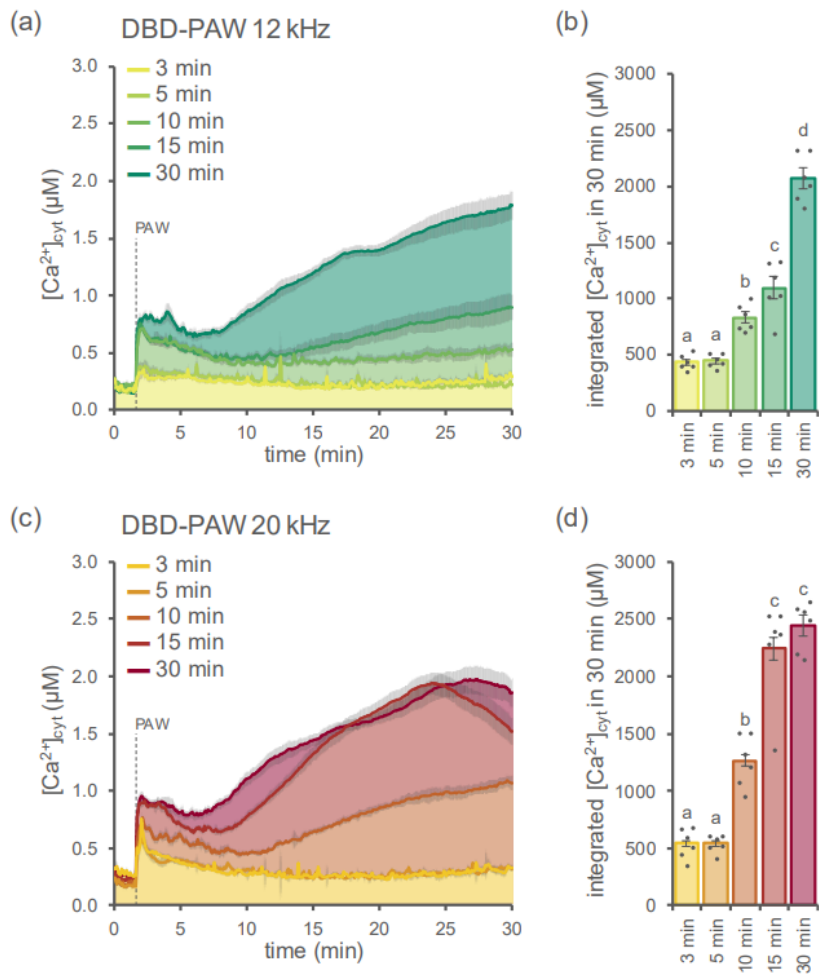 (a)
DBD-PAW 12 kHz
3 min
5 min
10 min
15 min
30 min
[Ca²⁺]cyt (µM)
3.0
2.5
2.0
1.5
1.0
0.5
0.0
PAW
0 5 10 15 20 25 30
time (min)
(b)
integrated [Ca²⁺]cyt in 30 min (µM)
3000
2500
2000
1500
1000
500
0
a a b c d
3 min
5 min
10 min
15 min
30 min
(c)
DBD-PAW 20 kHz
3 min
5 min
10 min
15 min
30 min
[Ca²⁺]cyt (µM)
3.0
2.5
2.0
1.5
1.0
0.5
0.0
PAW
0 5 10 15 20 25 30
time (min)
(d)
integrated [Ca²⁺]cyt in 30 min (µM)
3000
2500
2000
1500
1000
500
0
a a b c c
3 min
5 min
10 min
15 min
30 min